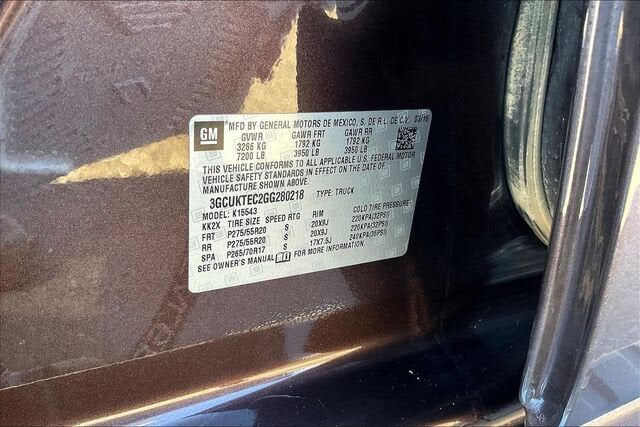 GM
MFD BY GENERAL MOTORS DE MEXICO, S. DE R.L. DE C.V. 03/16
GVWR GAWR FRT GAWR RR
3266 KG 1792 KG 1792 KG
7200 LB 3950 LB 3950 LB
THIS VEHICLE CONFORMS TO ALL APPLICABLE U.S. FEDERAL MOTOR
VEHICLE SAFETY STANDARDS IN EFFECT ON THE DATE OF MANUFACTURE
SHOWN ABOVE.
3GCUKTEC2GG280218 TYPE: TRUCK
MODEL: K15543
KK2X TIRE SIZE SPEED RTG RIM COLD TIRE PRESSURE
FRT P275/55R20 S 20X9J 220KPA(32PSI)
RR P275/55R20 S 20X9J 220KPA(32PSI)
SPA P265/70R17 S 17X7.5J 240KPA(35PSI)
SEE OWNER'S MANUAL FOR MORE INFORMATION